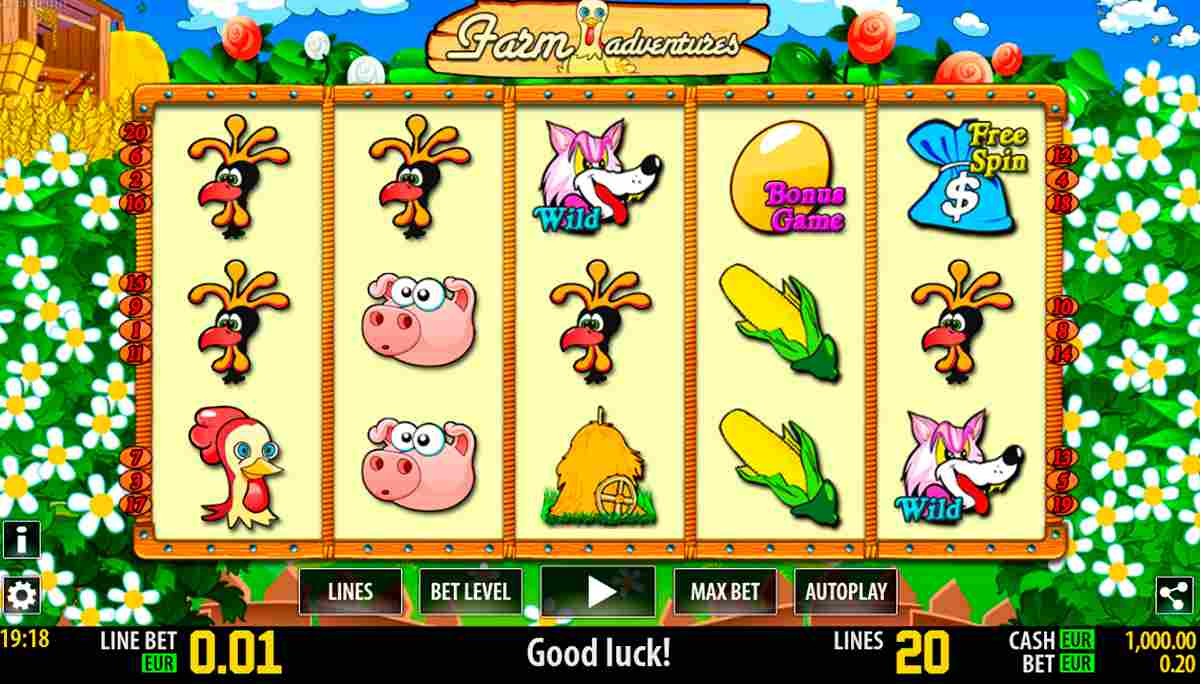 Farm adventures
Free
Spin
Bonus
Game
Wild
20
6
2
16
12
4
18
15
9
1
11
10
8
14
Wild
7
3
17
13
5
19
LINES
BET LEVEL
MAX BET
AUTOPLAY
19:18
LINE BET
EUR
0.01
Good luck!
LINES
20
CASH EUR 1,000.00
BET EUR 0.20